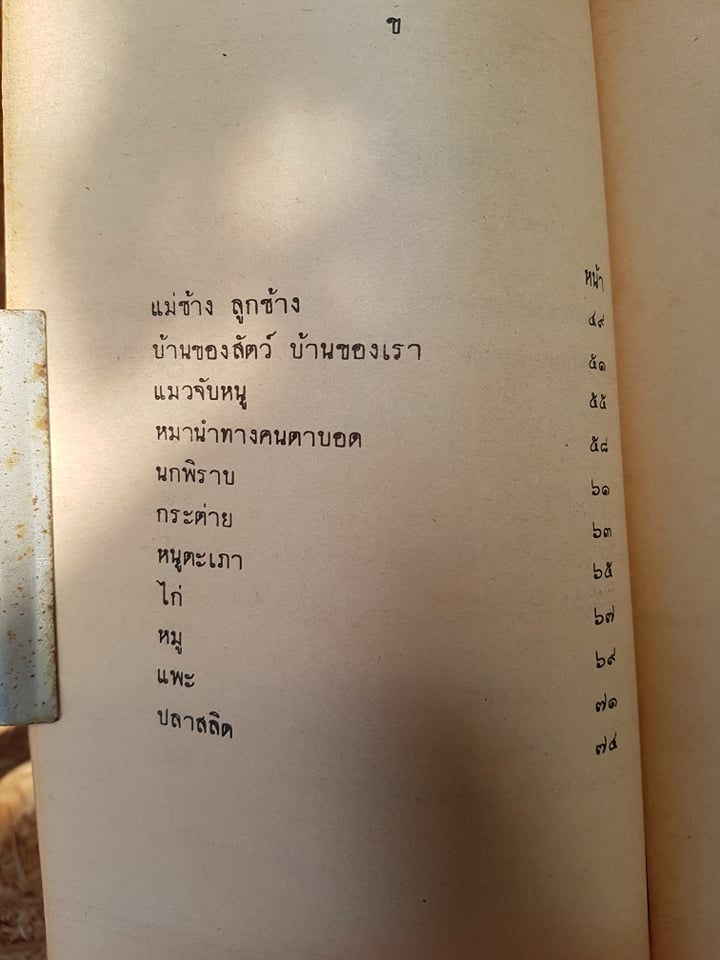 ข
หน้า
แม่ช้าง ลูกช้าง ๔๙
บ้านของสัตว์ บ้านของเรา ๕๑
แมวจับหนู ๕๕
หมานำทางคนตาบอด ๕๘
นกพิราบ ๖๑
กระต่าย ๖๓
หนูตะเภา ๖๕
ไก่ ๖๗
หมู ๖๙
แพะ ๗๑
ปลาสลิด ๗๔